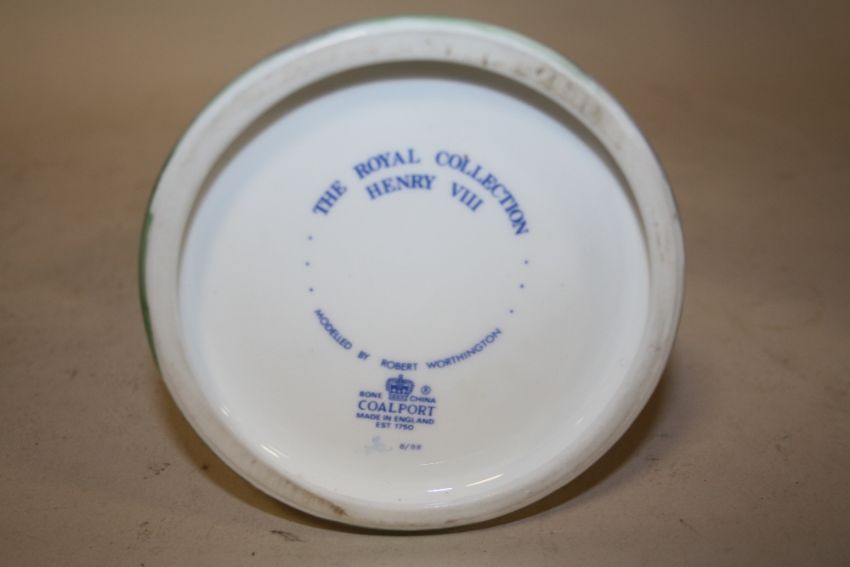 THE ROYAL COLLECTION
HENRY VIII
MODELLED BY ROBERT WORTHINGTON
BONE CHINA ®
COALPORT
MADE IN ENGLAND
EST 1750